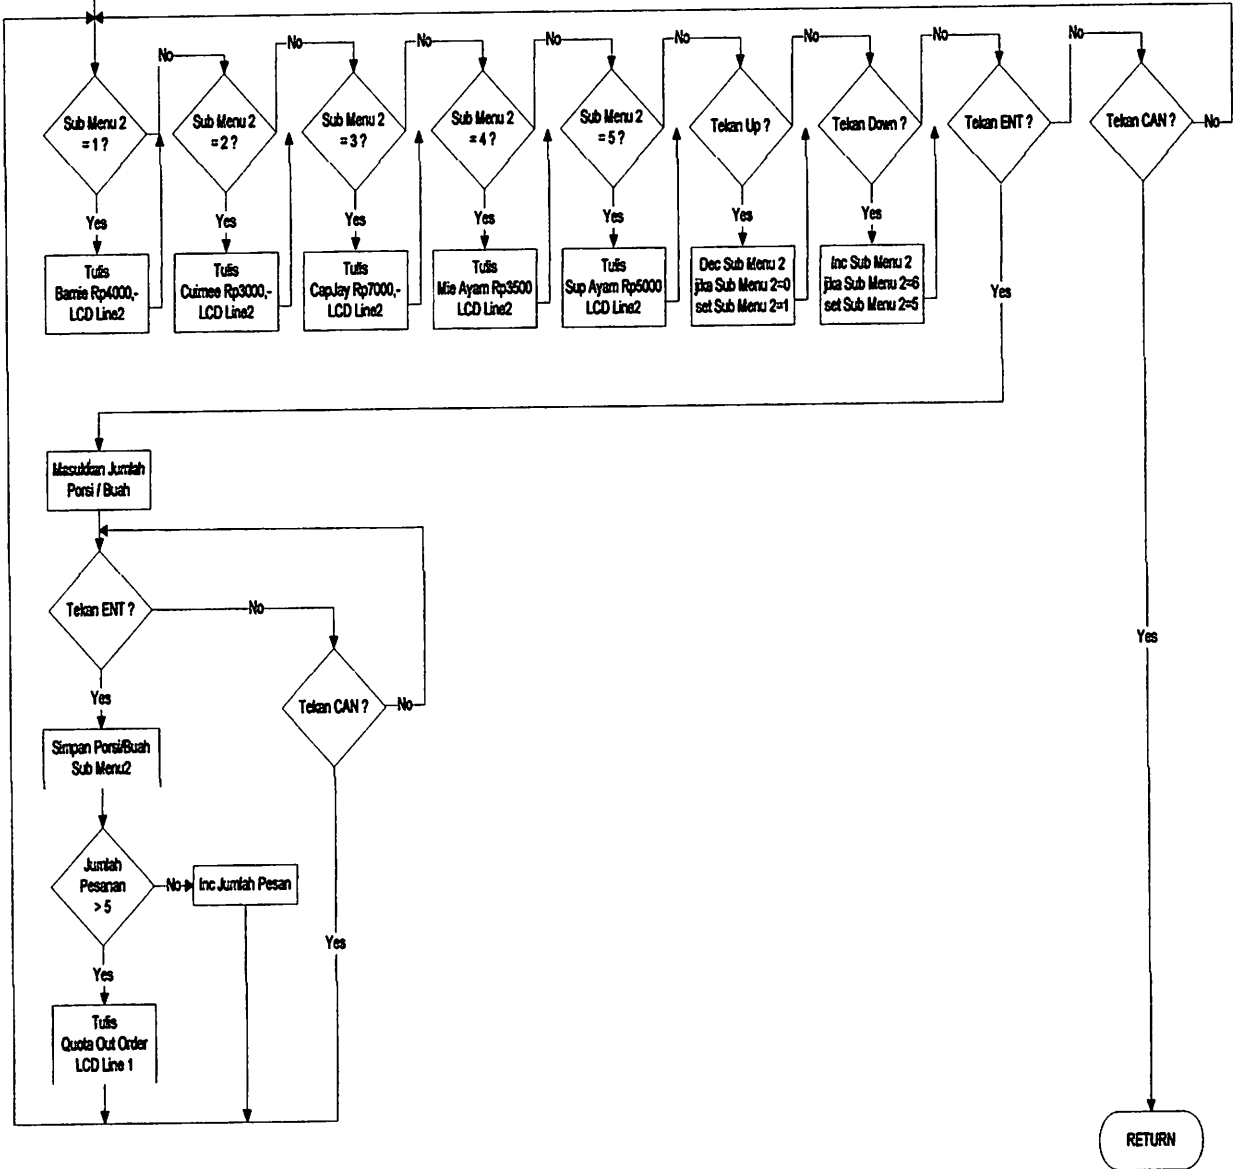 No
No
No
No
No
No
No
No
Sub Menu 2
= 1 ?
Sub Menu 2
= 2 ?
Sub Menu 2
= 3 ?
Sub Menu 2
= 4 ?
Sub Menu 2
= 5 ?
Tekan Up ?
Tekan Down ?
Tekan ENT ?
Tekan CAN ?
No
Yes
Yes
Yes
Yes
Yes
Yes
Yes
Tulis
Bamie Rp4000,-
LCD Line2
Tulis
Cuimee Rp3000,-
LCD Line2
Tulis
CapJay Rp7000,-
LCD Line2
Tulis
Mie Ayam Rp3500
LCD Line2
Tulis
Sup Ayam Rp5000
LCD Line2
Dec Sub Menu 2
jika Sub Menu 2=0
set Sub Menu 2=1
Inc Sub Menu 2
jika Sub Menu 2=6
set Sub Menu 2=5
Yes
Masukkan Jumlah
Porsi / Buah
Tekan ENT ?
No
Yes
Yes
Tekan CAN ?
No
Simpan Porsi/Buah
Sub Menu2
Jumlah
Pesanan
> 5
No
Inc Jumlah Pesan
Yes
Yes
Tulis
Quota Out Order
LCD Line 1
RETURN